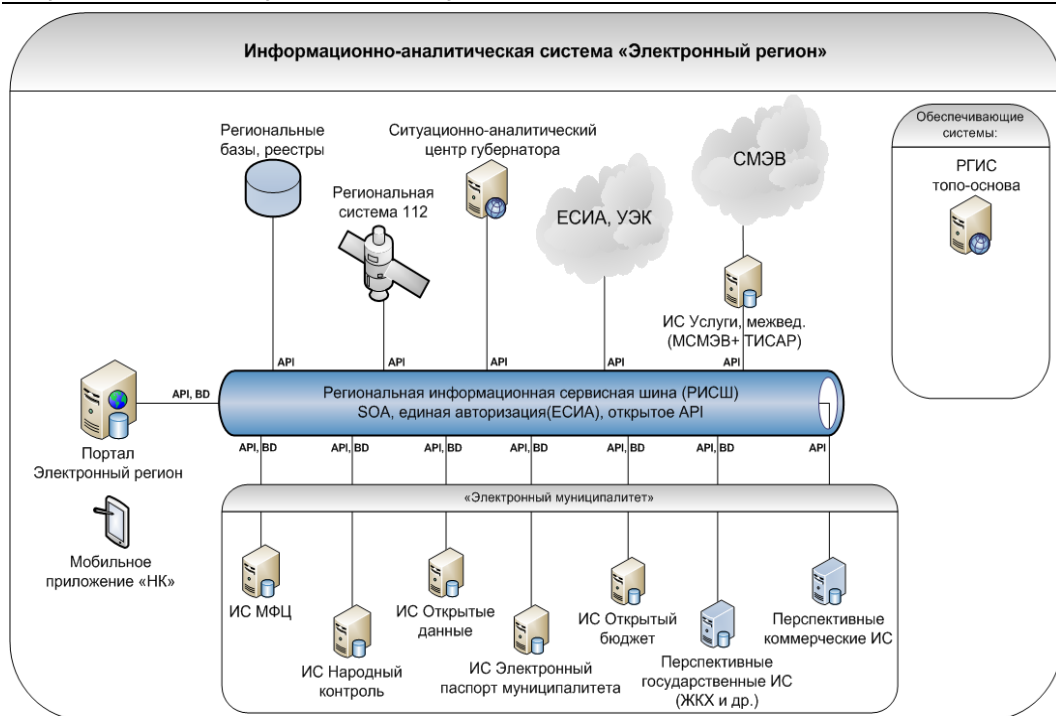 Информационно-аналитическая система «Электронный регион»
Региональные
базы, реестры
Ситуационно-аналитический
центр губернатора
Региональная
система 112
ЕСИА, УЭК
СМЭВ
ИС Услуги, межвед.
(МСМЭВ+ ТИСАР)
Обеспечивающие
системы:
РГИС
топо-основа
API
API
API
API
API
API, BD
Региональная информационная сервисная шина (РИСШ)
SOA, единая авторизация(ЕСИА), открытое API
Портал
Электронный регион
Мобильное
приложение «НК»
API, BD
API, BD
API, BD
API, BD
API, BD
API, BD
API
«Электронный муниципалитет»
ИС МФЦ
ИС Народный
контроль
ИС Открытые
данные
ИС Электронный
паспорт муниципалитета
ИС Открытый
бюджет
Перспективные
государственные ИС
(ЖКХ и др.)
Перспективные
коммерческие ИС